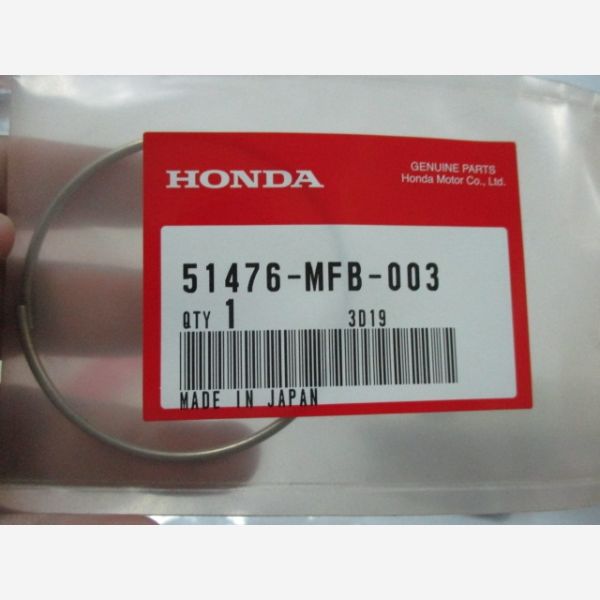 HONDA
GENUINE PARTS
Honda Motor Co., Ltd.
51476-MFB-003
QTY 1 3D19
MADE IN JAPAN